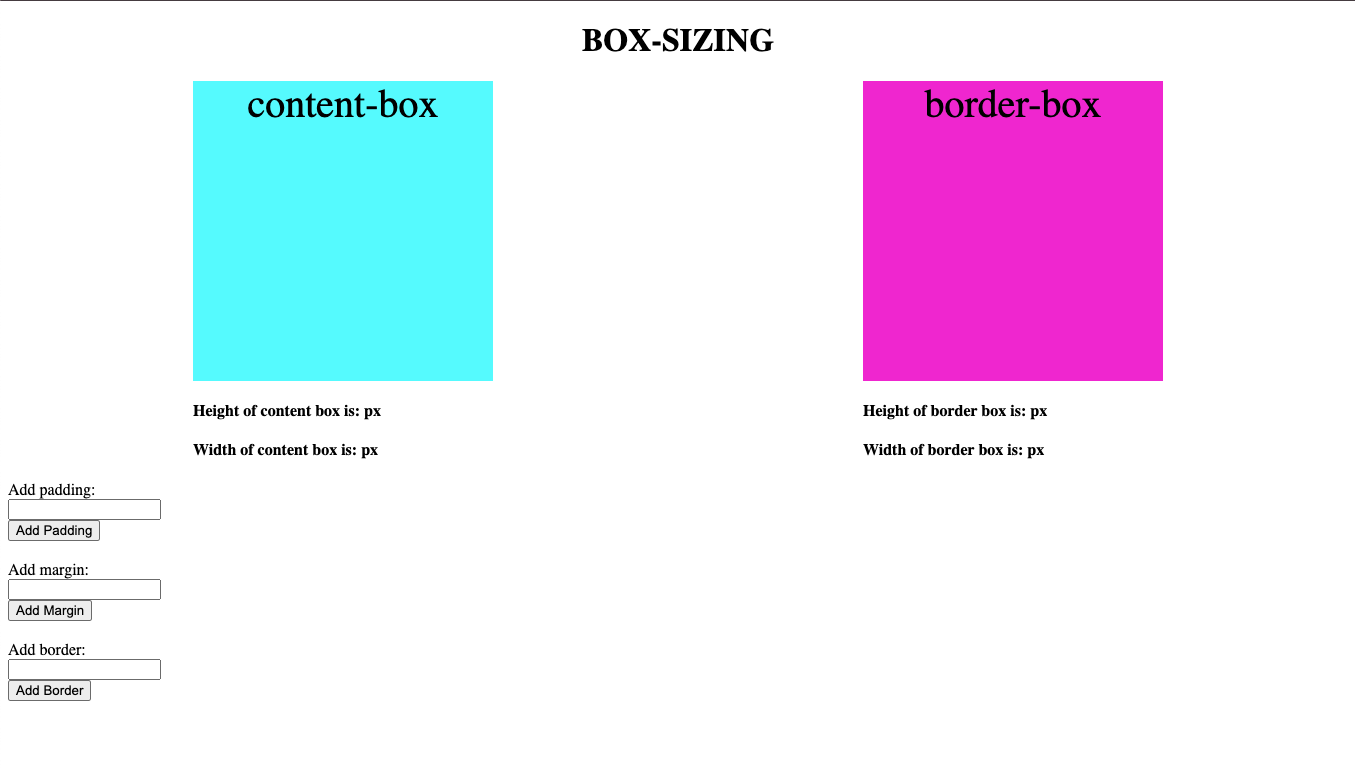 BOX-SIZING
content-box
border-box
Height of content box is: px
Height of border box is: px
Width of content box is: px
Width of border box is: px
Add padding:
Add Padding
Add margin:
Add Margin
Add border:
Add Border